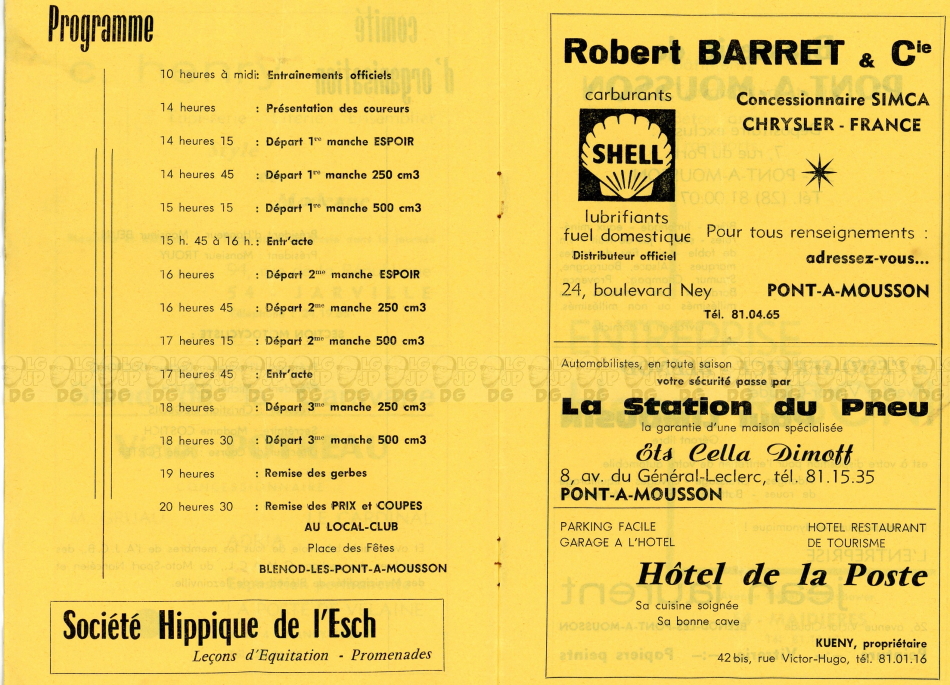 Programme
10 heures à midi: Entraînements officiels
14 heures : Présentation des coureurs
14 heures 15 : Départ 1re manche ESPOIR
14 heures 45 : Départ 1re manche 250 cm3
15 heures 15 : Départ 1re manche 500 cm3
15 h. 45 à 16 h. : Entr'acte
16 heures : Départ 2me manche ESPOIR
16 heures 45 : Départ 2me manche 250 cm3
17 heures 15 : Départ 2me manche 500 cm3
17 heures 45 : Entr'acte
18 heures : Départ 3me manche 250 cm3
18 heures 30 : Départ 3me manche 500 cm3
19 heures : Remise des gerbes
20 heures 30 : Remise des PRIX et COUPES
AU LOCAL-CLUB
Place des Fêtes
BLENOD-LES-PONT-A-MOUSSON
Société Hippique de l'Esch
Leçons d'Equitation - Promenades
Robert BARRET & Cie
carburants
SHELL
lubrifiants
fuel domestique
Distributeur officiel
Concessionnaire SIMCA
CHRYSLER - FRANCE
Pour tous renseignements :
adressez-vous...
24, boulevard Ney PONT-A-MOUSSON
Tél. 81.04.65
Automobilistes, en toute saison
votre sécurité passe par
La Station du Pneu
la garantie d'une maison spécialisée
Ets Cella Dimoff
8, av. du Général-Leclerc, tél. 81.15.35
PONT-A-MOUSSON
PARKING FACILE
GARAGE A L'HOTEL
HOTEL RESTAURANT
DE TOURISME
Hôtel de la Poste
Sa cuisine soignée
Sa bonne cave
KUENY, propriétaire
42 bis, rue Victor-Hugo, tél. 81.01.16